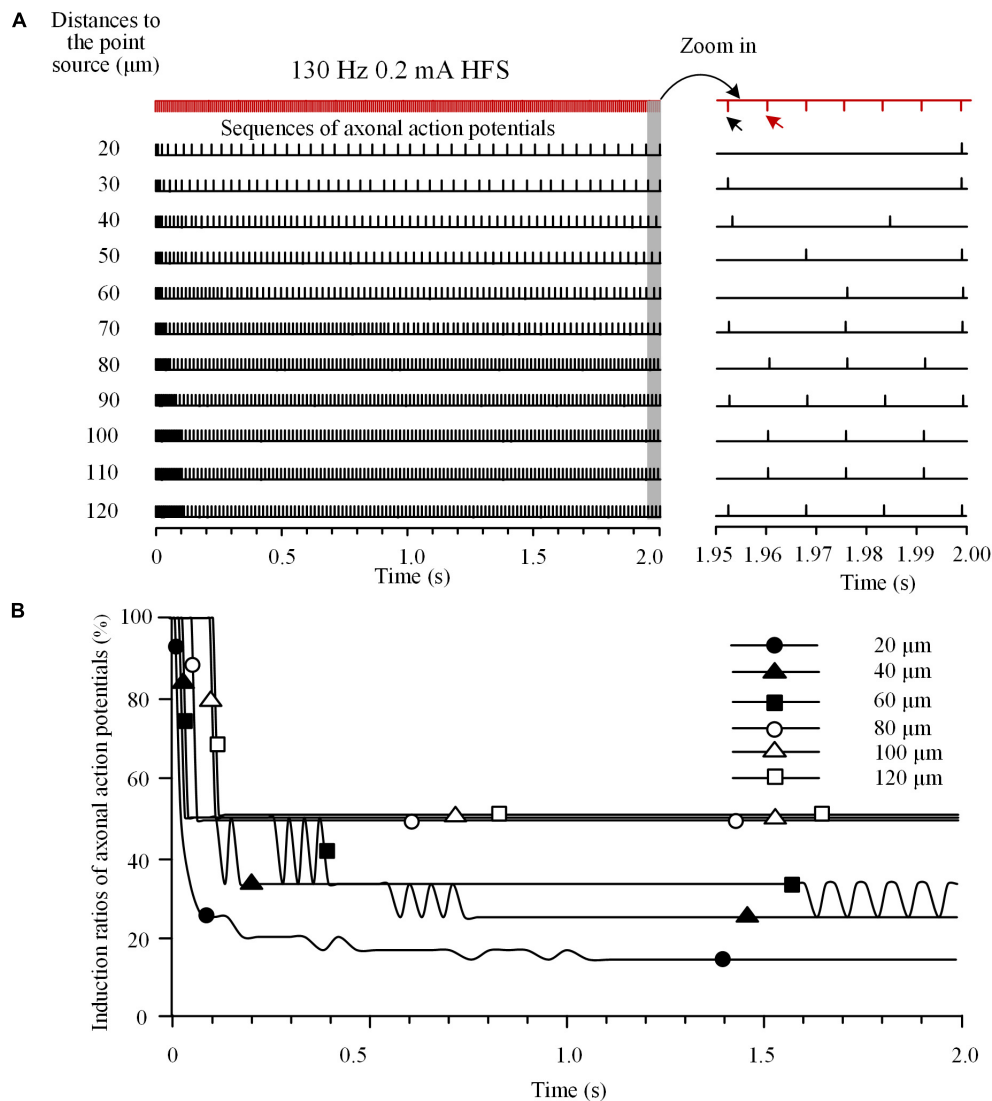 A
Distances to
the point
source (μm)
130 Hz 0.2 mA HFS
Zoom in
Sequences of axonal action potentials
20
30
40
50
60
70
80
90
100
110
120
0
0.5
1.0
1.5
2.0
Time (s)
1.95
1.96
1.97
1.98
1.99
2.00
Time (s)
B
Induction ratios of axonal action potentials (%)
100
80
60
40
20
0
20 μm
40 μm
60 μm
80 μm
100 μm
120 μm
0
0.5
1.0
1.5
2.0
Time (s)